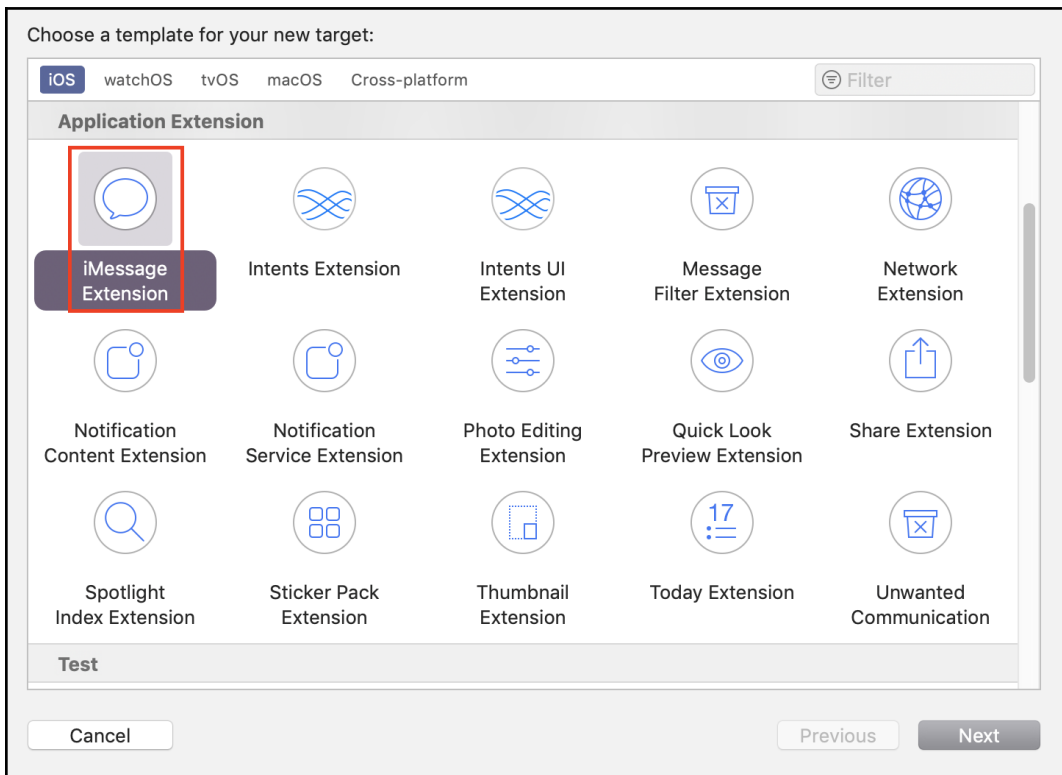 Choose a template for your new target:
iOS watchOS tvOS macOS Cross-platform Filter
Application Extension
iMessage
Extension
Intents Extension
Intents UI
Extension
Message
Filter Extension
Network
Extension
Notification
Content Extension
Notification
Service Extension
Photo Editing
Extension
Quick Look
Preview Extension
Share Extension
17
Spotlight
Index Extension
Sticker Pack
Extension
Thumbnail
Extension
Today Extension
Unwanted
Communication
Test
Cancel Previous Next